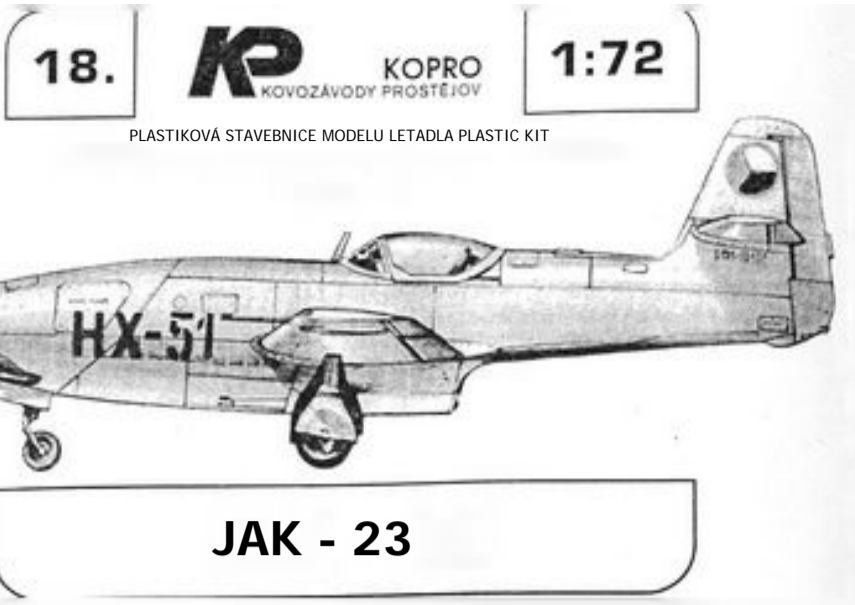 18.
KP
KOPRO
KOVOZÁVODY PROSTĚJOV
1:72
PLASTIKOVÁ STAVEBNICE MODELU LETADLA PLASTIC KIT
HX-51
JAK - 23